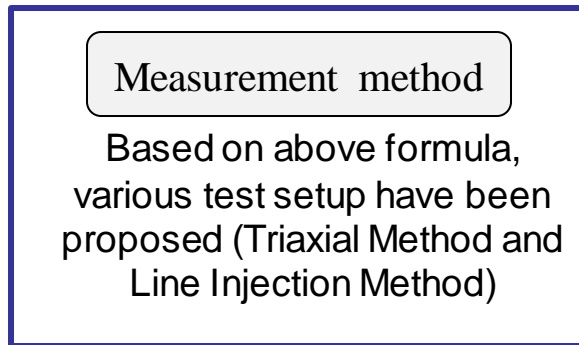 Measurement method
Based on above formula,
various test setup have been
proposed (Triaxial Method and
Line Injection Method)